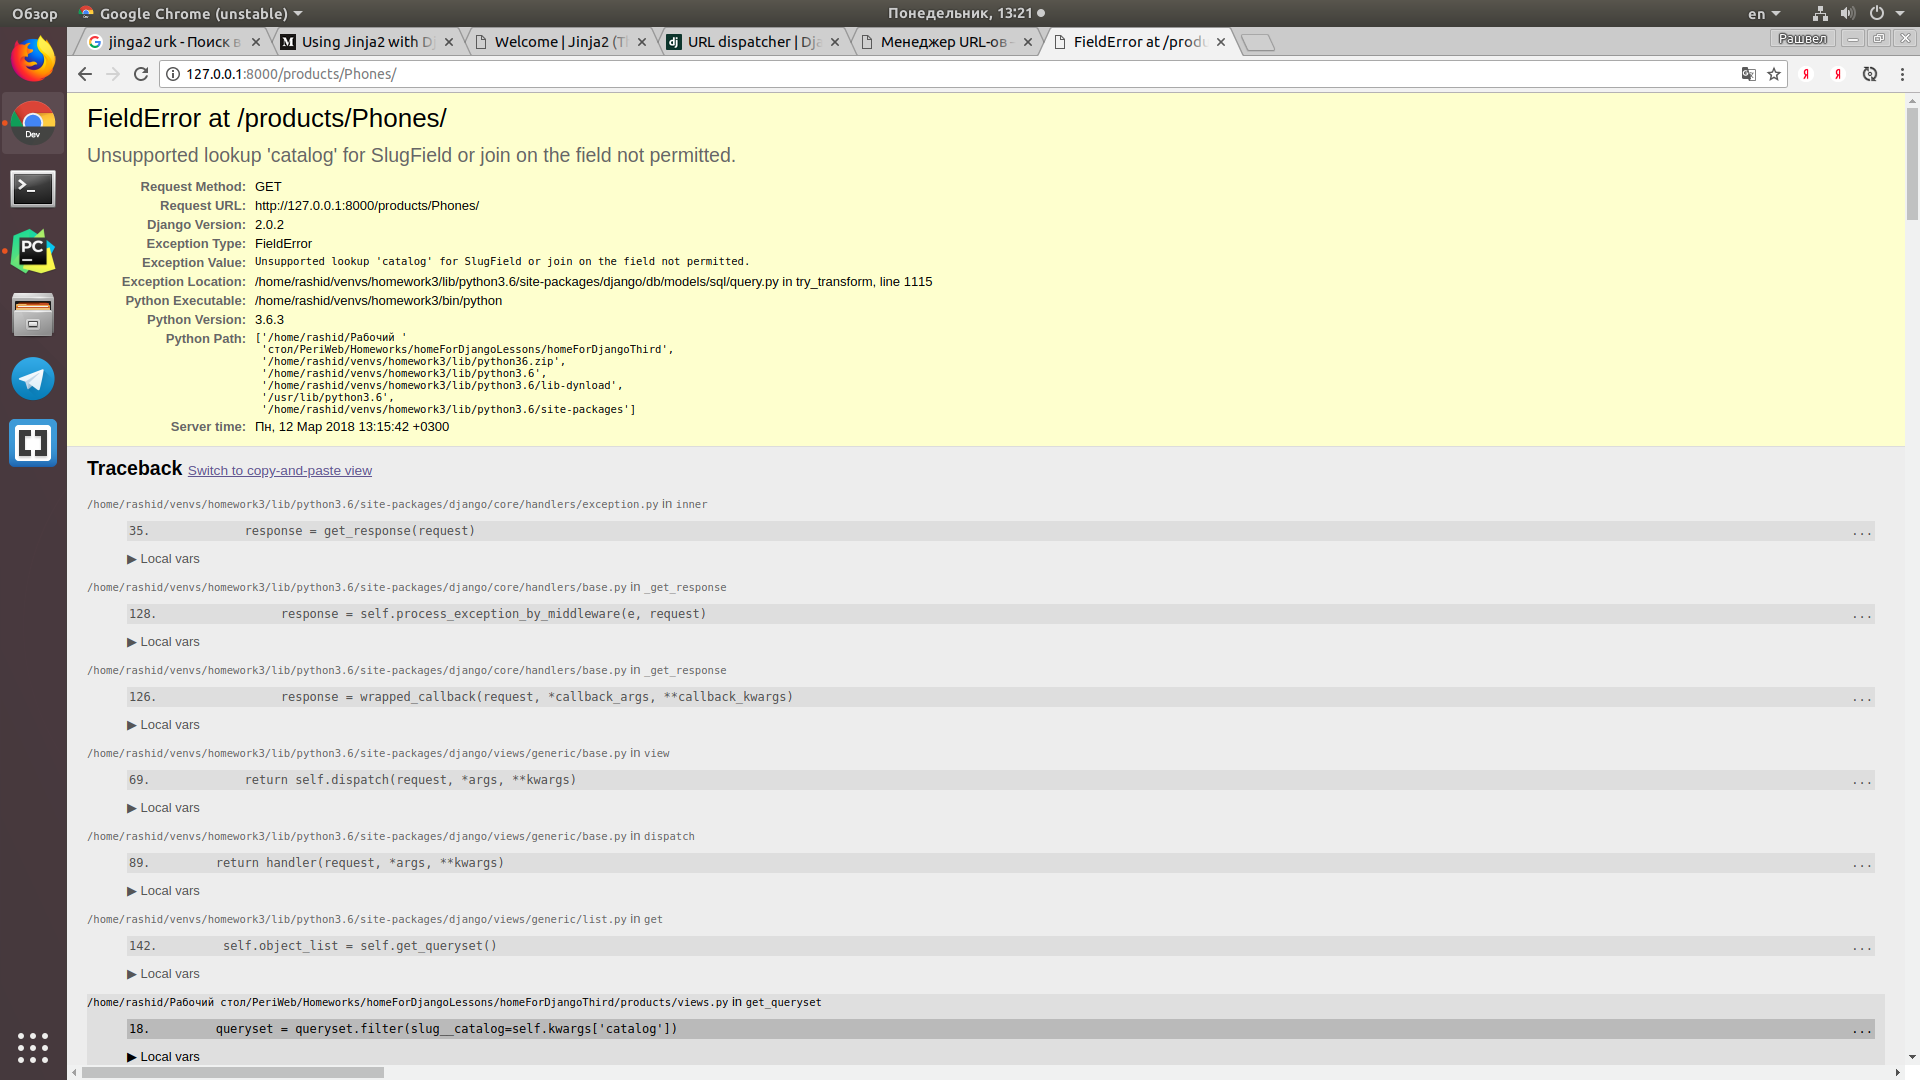 Обзор
Google Chrome (unstable)
Понедельник, 13:21
en
jinga2 urk - Поиск в
Using Jinja2 with D
Welcome | Jinja2 (T
URL dispatcher | Dja
Менеджер URL-ов
FieldError at /produ
Рашвел
127.0.0.1:8000/products/Phones/
Dev
FieldError at /products/Phones/
Unsupported lookup 'catalog' for SlugField or join on the field not permitted.
Request Method: GET
Request URL: http://127.0.0.1:8000/products/Phones/
Django Version: 2.0.2
Exception Type: FieldError
Exception Value: Unsupported lookup 'catalog' for SlugField or join on the field not permitted.
Exception Location: /home/rashid/venvs/homework3/lib/python3.6/site-packages/django/db/models/sql/query.py in try_transform, line 1115
Python Executable: /home/rashid/venvs/homework3/bin/python
Python Version: 3.6.3
Python Path: ['/home/rashid/Рабочий '
'стол/PeriWeb/Homeworks/homeForDjangoLessons/homeForDjangoThird',
'/home/rashid/venvs/homework3/lib/python36.zip',
'/home/rashid/venvs/homework3/lib/python3.6',
'/home/rashid/venvs/homework3/lib/python3.6/lib-dynload',
'/usr/lib/python3.6',
'/home/rashid/venvs/homework3/lib/python3.6/site-packages']
Server time: Пн, 12 Мар 2018 13:15:42 +0300
Traceback Switch to copy-and-paste view
/home/rashid/venvs/homework3/lib/python3.6/site-packages/django/core/handlers/exception.py in inner
35. response = get_response(request) ...
▶ Local vars
/home/rashid/venvs/homework3/lib/python3.6/site-packages/django/core/handlers/base.py in _get_response
128. response = self.process_exception_by_middleware(e, request) ...
▶ Local vars
/home/rashid/venvs/homework3/lib/python3.6/site-packages/django/core/handlers/base.py in _get_response
126. response = wrapped_callback(request, *callback_args, **callback_kwargs) ...
▶ Local vars
/home/rashid/venvs/homework3/lib/python3.6/site-packages/django/views/generic/base.py in view
69. return self.dispatch(request, *args, **kwargs) ...
▶ Local vars
/home/rashid/venvs/homework3/lib/python3.6/site-packages/django/views/generic/base.py in dispatch
89. return handler(request, *args, **kwargs) ...
▶ Local vars
/home/rashid/venvs/homework3/lib/python3.6/site-packages/django/views/generic/list.py in get
142. self.object_list = self.get_queryset() ...
▶ Local vars
/home/rashid/Рабочий стол/PeriWeb/Homeworks/homeForDjangoLessons/homeForDjangoThird/products/views.py in get_queryset
18. queryset = queryset.filter(slug__catalog=self.kwargs['catalog']) ...
▶ Local vars